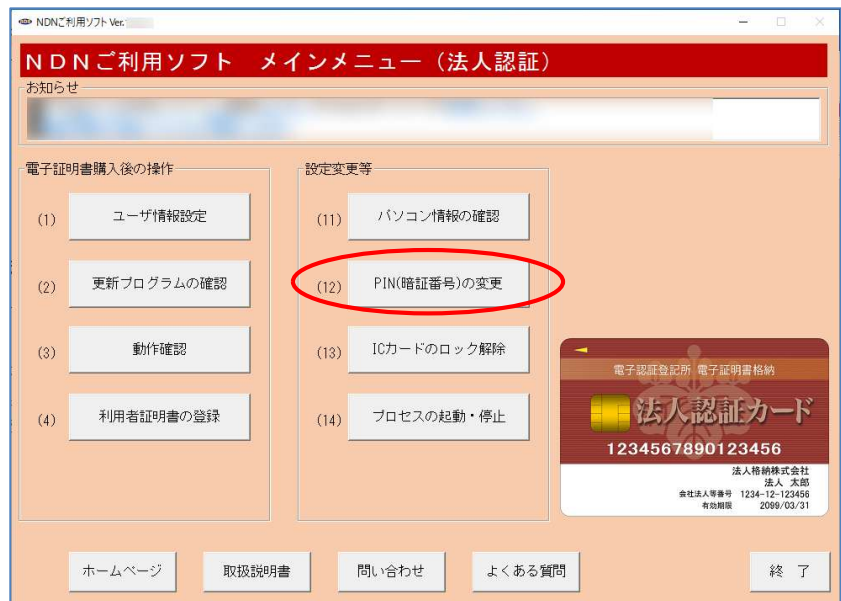 NDNご利用ソフト Ver.
NDNご利用ソフト メインメニュー（法人認証）
お知らせ
電子証明書購入後の操作
(1) ユーザ情報設定
(2) 更新プログラムの確認
(3) 動作確認
(4) 利用者証明書の登録
設定変更等
(11) パソコン情報の確認
(12) PIN(暗証番号)の変更
(13) ICカードのロック解除
(14) プロセスの起動・停止
電子認証登記所 電子証明書格納
法人認証カード
1234567890123456
法人格納株式会社
法人 太郎
会社法人等番号 1234-12-123456
有効期限 2099/03/31
ホームページ
取扱説明書
問い合わせ
よくある質問
終 了